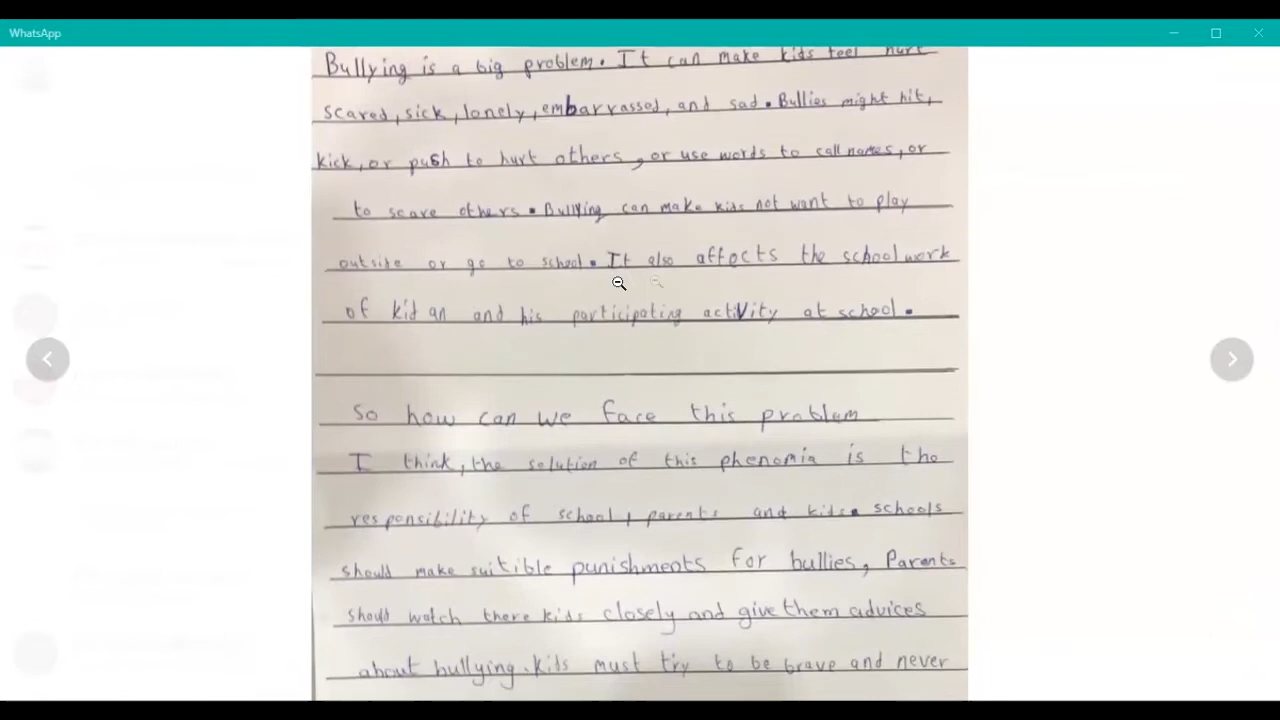 WhatsApp
Bullying is a big problem. It can make kids feel hurt
scared, sick, lonely, embarrassed, and sad. Bullies might hit,
kick, or push to hurt others, or use words to call names, or
to scare others. Bullying can make kids not want to play
outside or go to school. It also affects the schoolwork
of kid an and his participating activity at school.
So how can we face this problem
I think, the solution of this phenomia is the
responsibility of school, parents and kids. schools
should make suitible punishments for bullies, Parents
should watch there kids closely and give them advices
about bullying. kids must try to be brave and never